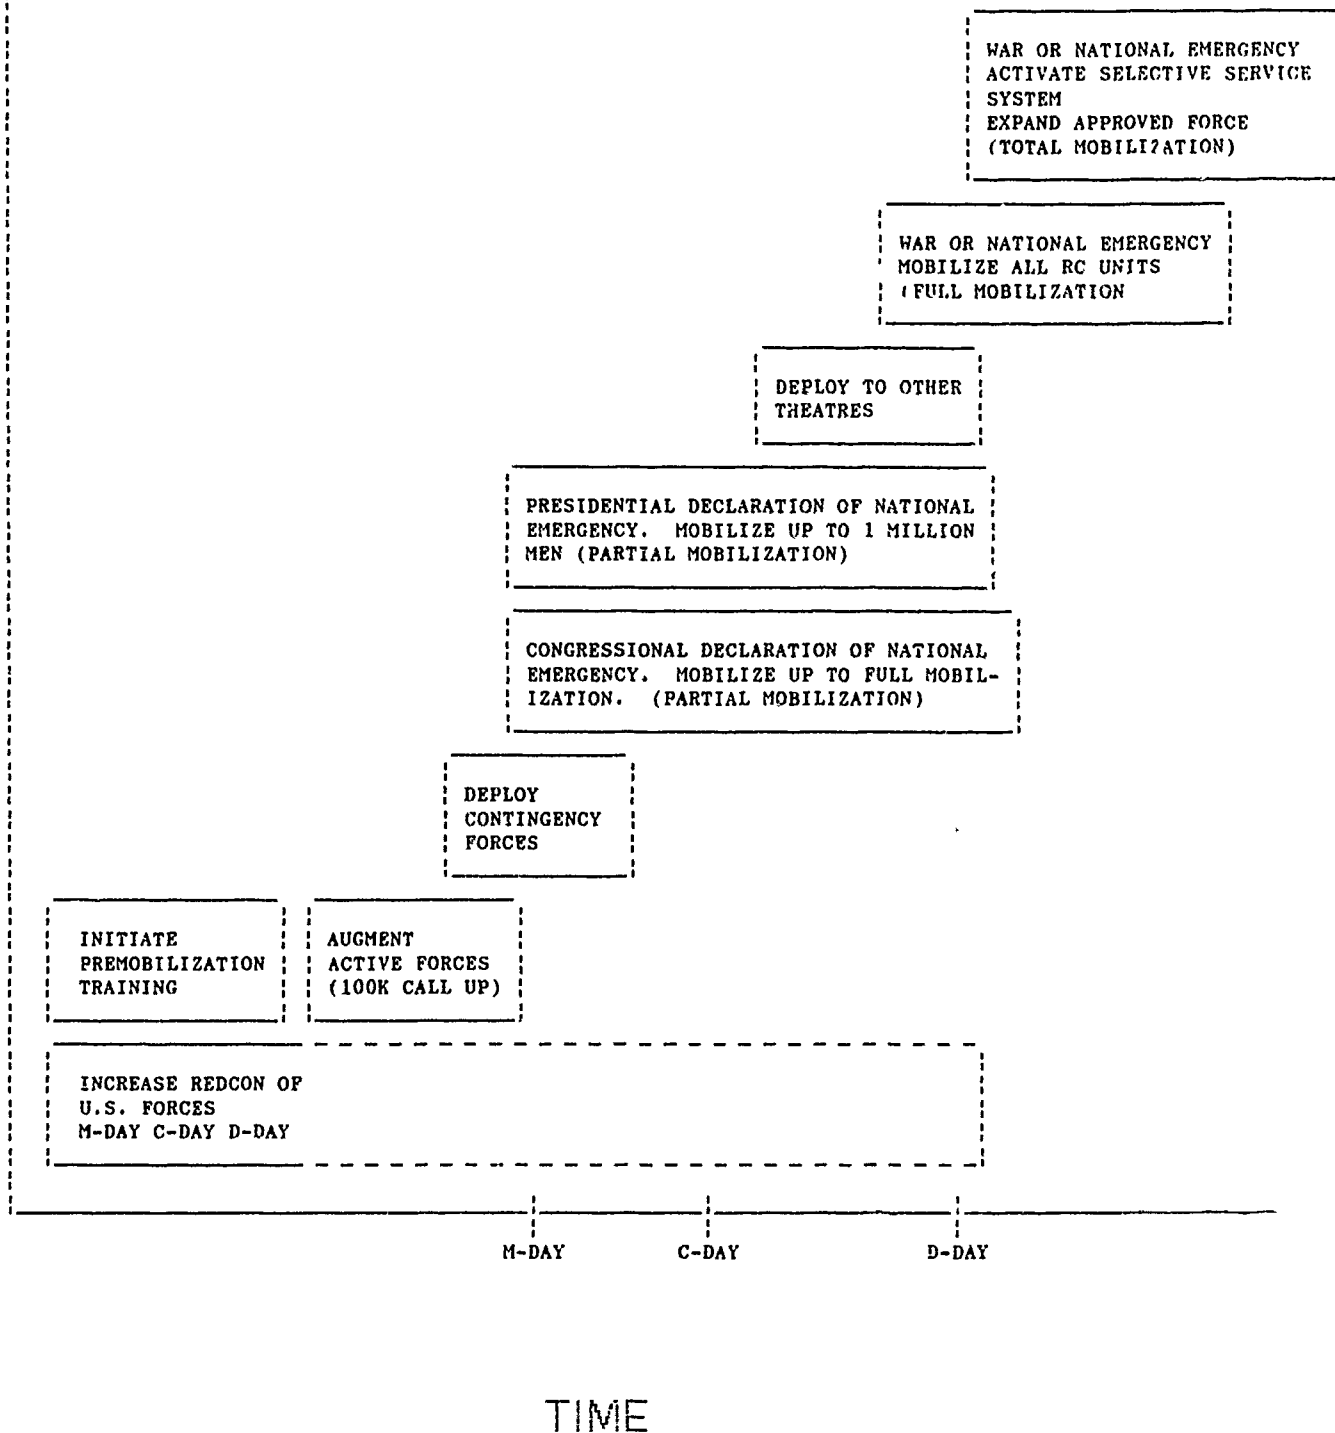 WAR OR NATIONAL EMERGENCY
ACTIVATE SELECTIVE SERVICE
SYSTEM
EXPAND APPROVED FORCE
(TOTAL MOBILIZATION)
WAR OR NATIONAL EMERGENCY
MOBILIZE ALL RC UNITS
(FULL MOBILIZATION
DEPLOY TO OTHER
THEATRES
PRESIDENTIAL DECLARATION OF NATIONAL
EMERGENCY. MOBILIZE UP TO 1 MILLION
MEN (PARTIAL MOBILIZATION)
CONGRESSIONAL DECLARATION OF NATIONAL
EMERGENCY. MOBILIZE UP TO FULL MOBIL-
IZATION. (PARTIAL MOBILIZATION)
DEPLOY
CONTINGENCY
FORCES
INITIATE
PREMOBILIZATION
TRAINING
AUGMENT
ACTIVE FORCES
(100K CALL UP)
INCREASE REDCON OF
U.S. FORCES
M-DAY C-DAY D-DAY
M-DAY C-DAY D-DAY
TIME